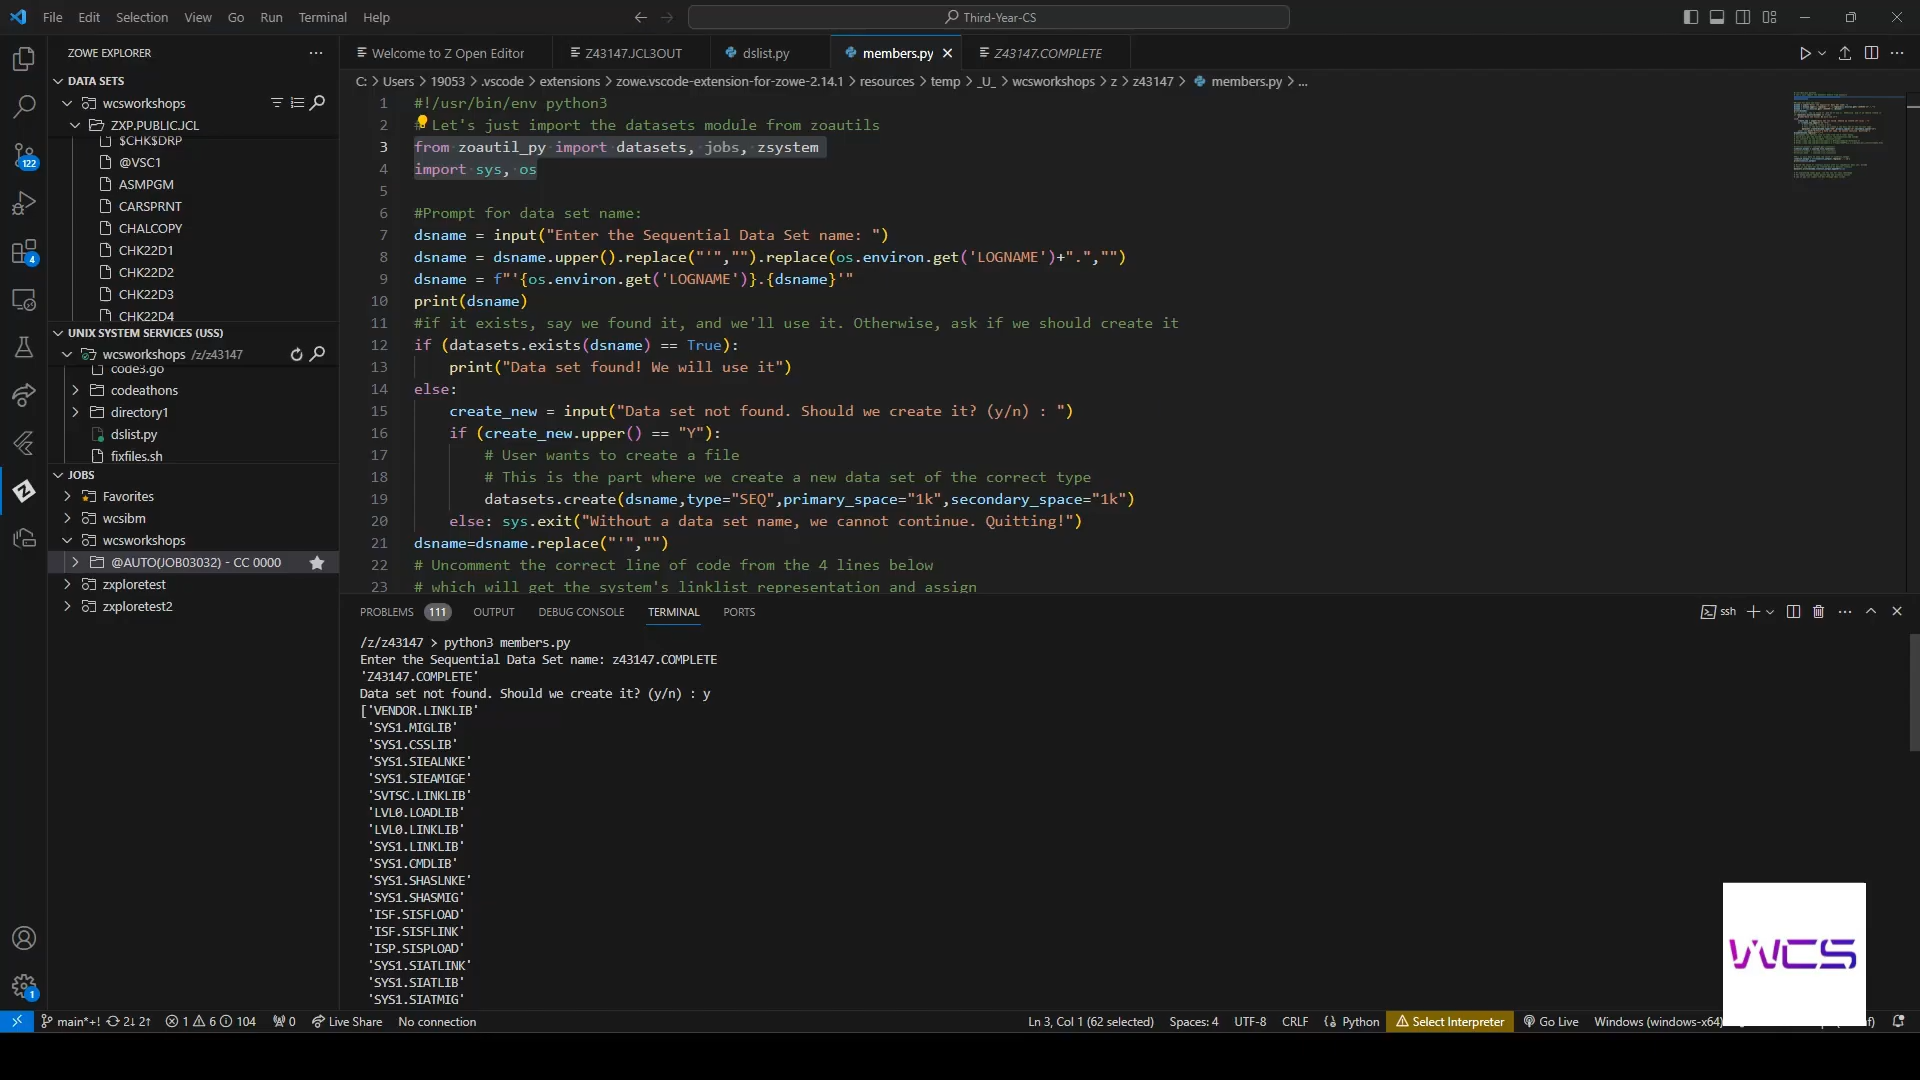 File Edit Selection View Go Run Terminal Help
Third-Year-CS
ZOWE EXPLORER
Welcome to Z Open Editor
Z43147.JCL3OUT
dslist.py
members.py
Z43147.COMPLETE
C: > Users > 19053 > .vscode > extensions > zowe.vscode-extension-for-zowe-2.14.1 > resources > temp > _U_ > wcsworkshops > z > z43147 > members.py > ...
DATA SETS
wcsworkshops
ZXP.PUBLIC.JCL
$CHK$DRP
@VSC1
ASMPGM
CARSPRNT
CHALCOPY
CHK22D1
CHK22D2
CHK22D3
CHK22D4
UNIX SYSTEM SERVICES (USS)
wcsworkshops /z/z43147
code3.go
codeathons
directory1
dslist.py
fixfiles.sh
JOBS
Favorites
wcsibm
wcsworkshops
@AUTO(JOB03032) - CC 0000
zxploretest
zxploretest2
122
4
1
1 #!/usr/bin/env python3
2 # Let's just import the datasets module from zoautils
3 from zoautil_py import datasets, jobs, zsystem
4 import sys, os
5
6 #Prompt for data set name:
7 dsname = input("Enter the Sequential Data Set name: ")
8 dsname = dsname.upper().replace("'","").replace(os.environ.get('LOGNAME')+".","")
9 dsname = f"'{os.environ.get('LOGNAME')}.{dsname}'"
10 print(dsname)
11 #if it exists, say we found it, and we'll use it. Otherwise, ask if we should create it
12 if (datasets.exists(dsname) == True):
13 print("Data set found! We will use it")
14 else:
15 create_new = input("Data set not found. Should we create it? (y/n) : ")
16 if (create_new.upper() == "Y"):
17 # User wants to create a file
18 # This is the part where we create a new data set of the correct type
19 datasets.create(dsname,type="SEQ",primary_space="1k",secondary_space="1k")
20 else: sys.exit("Without a data set name, we cannot continue. Quitting!")
21 dsname=dsname.replace("'","")
22 # Uncomment the correct line of code from the 4 lines below
23 # which will get the system's linklist representation and assign
PROBLEMS 111 OUTPUT DEBUG CONSOLE TERMINAL PORTS
ssh
/z/z43147 > python3 members.py
Enter the Sequential Data Set name: z43147.COMPLETE
'Z43147.COMPLETE'
Data set not found. Should we create it? (y/n) : y
['VENDOR.LINKLIB'
'SYS1.MIGLIB'
'SYS1.CSSLIB'
'SYS1.SIEALNKE'
'SYS1.SIEAMIGE'
'SVTSC.LINKLIB'
'LVL0.LOADLIB'
'LVL0.LINKLIB'
'SYS1.LINKLIB'
'SYS1.CMDLIB'
'SYS1.SHASLNKE'
'SYS1.SHASMIG'
'ISF.SISFLOAD'
'ISF.SISFLINK'
'ISP.SISPLOAD'
'SYS1.SIATLINK'
'SYS1.SIATLIB'
'SYS1.SIATMIG'
WCS
main*+! 2↓ 2↑ 1 6 104 0 Live Share No connection
Ln 3, Col 1 (62 selected) Spaces: 4 UTF-8 CRLF Python Select Interpreter Go Live Windows (windows-x64)